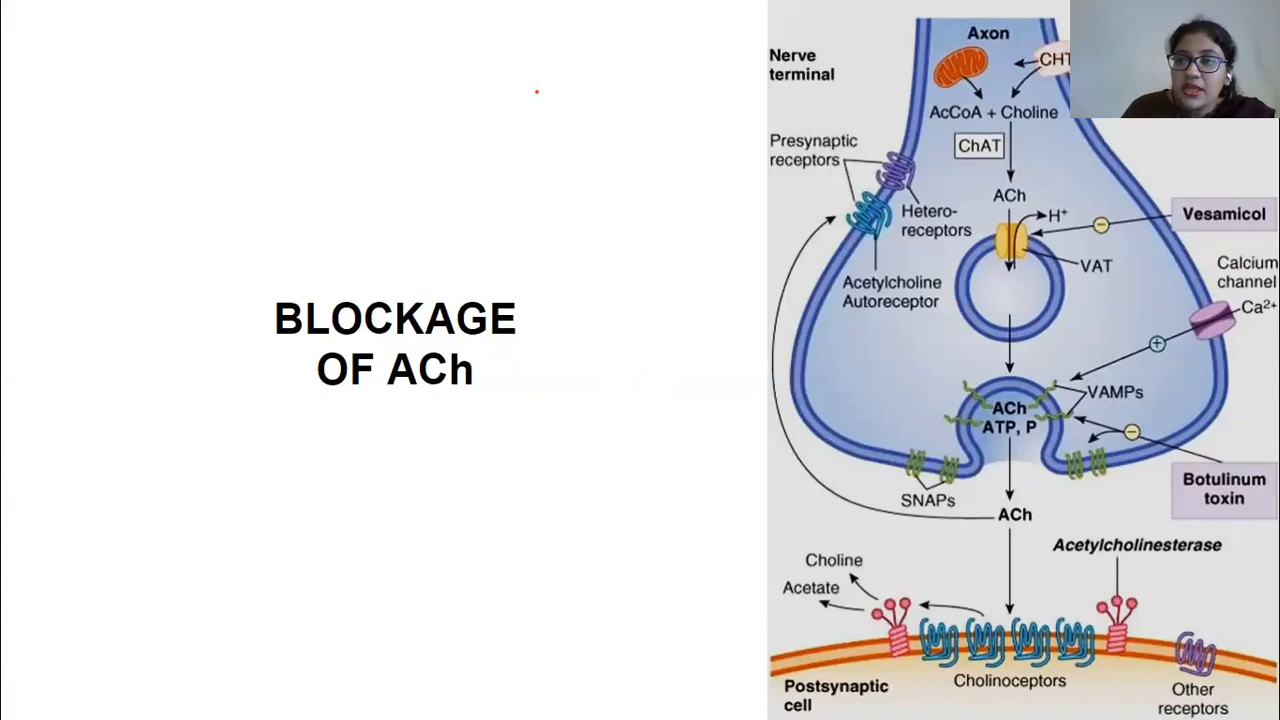 BLOCKAGE
OF ACh
Nerve
terminal
Axon
CHT
AcCoA + Choline
ChAT
Presynaptic
receptors
ACh
H⁺
Hetero-
receptors
Vesamicol
VAT
Acetylcholine
Autoreceptor
Calcium
channel
Ca²⁺
VAMPs
ACh
ATP, P
SNAPs
Botulinum
toxin
ACh
Acetylcholinesterase
Choline
Acetate
Cholinoceptors
Postsynaptic
cell
Other
receptors